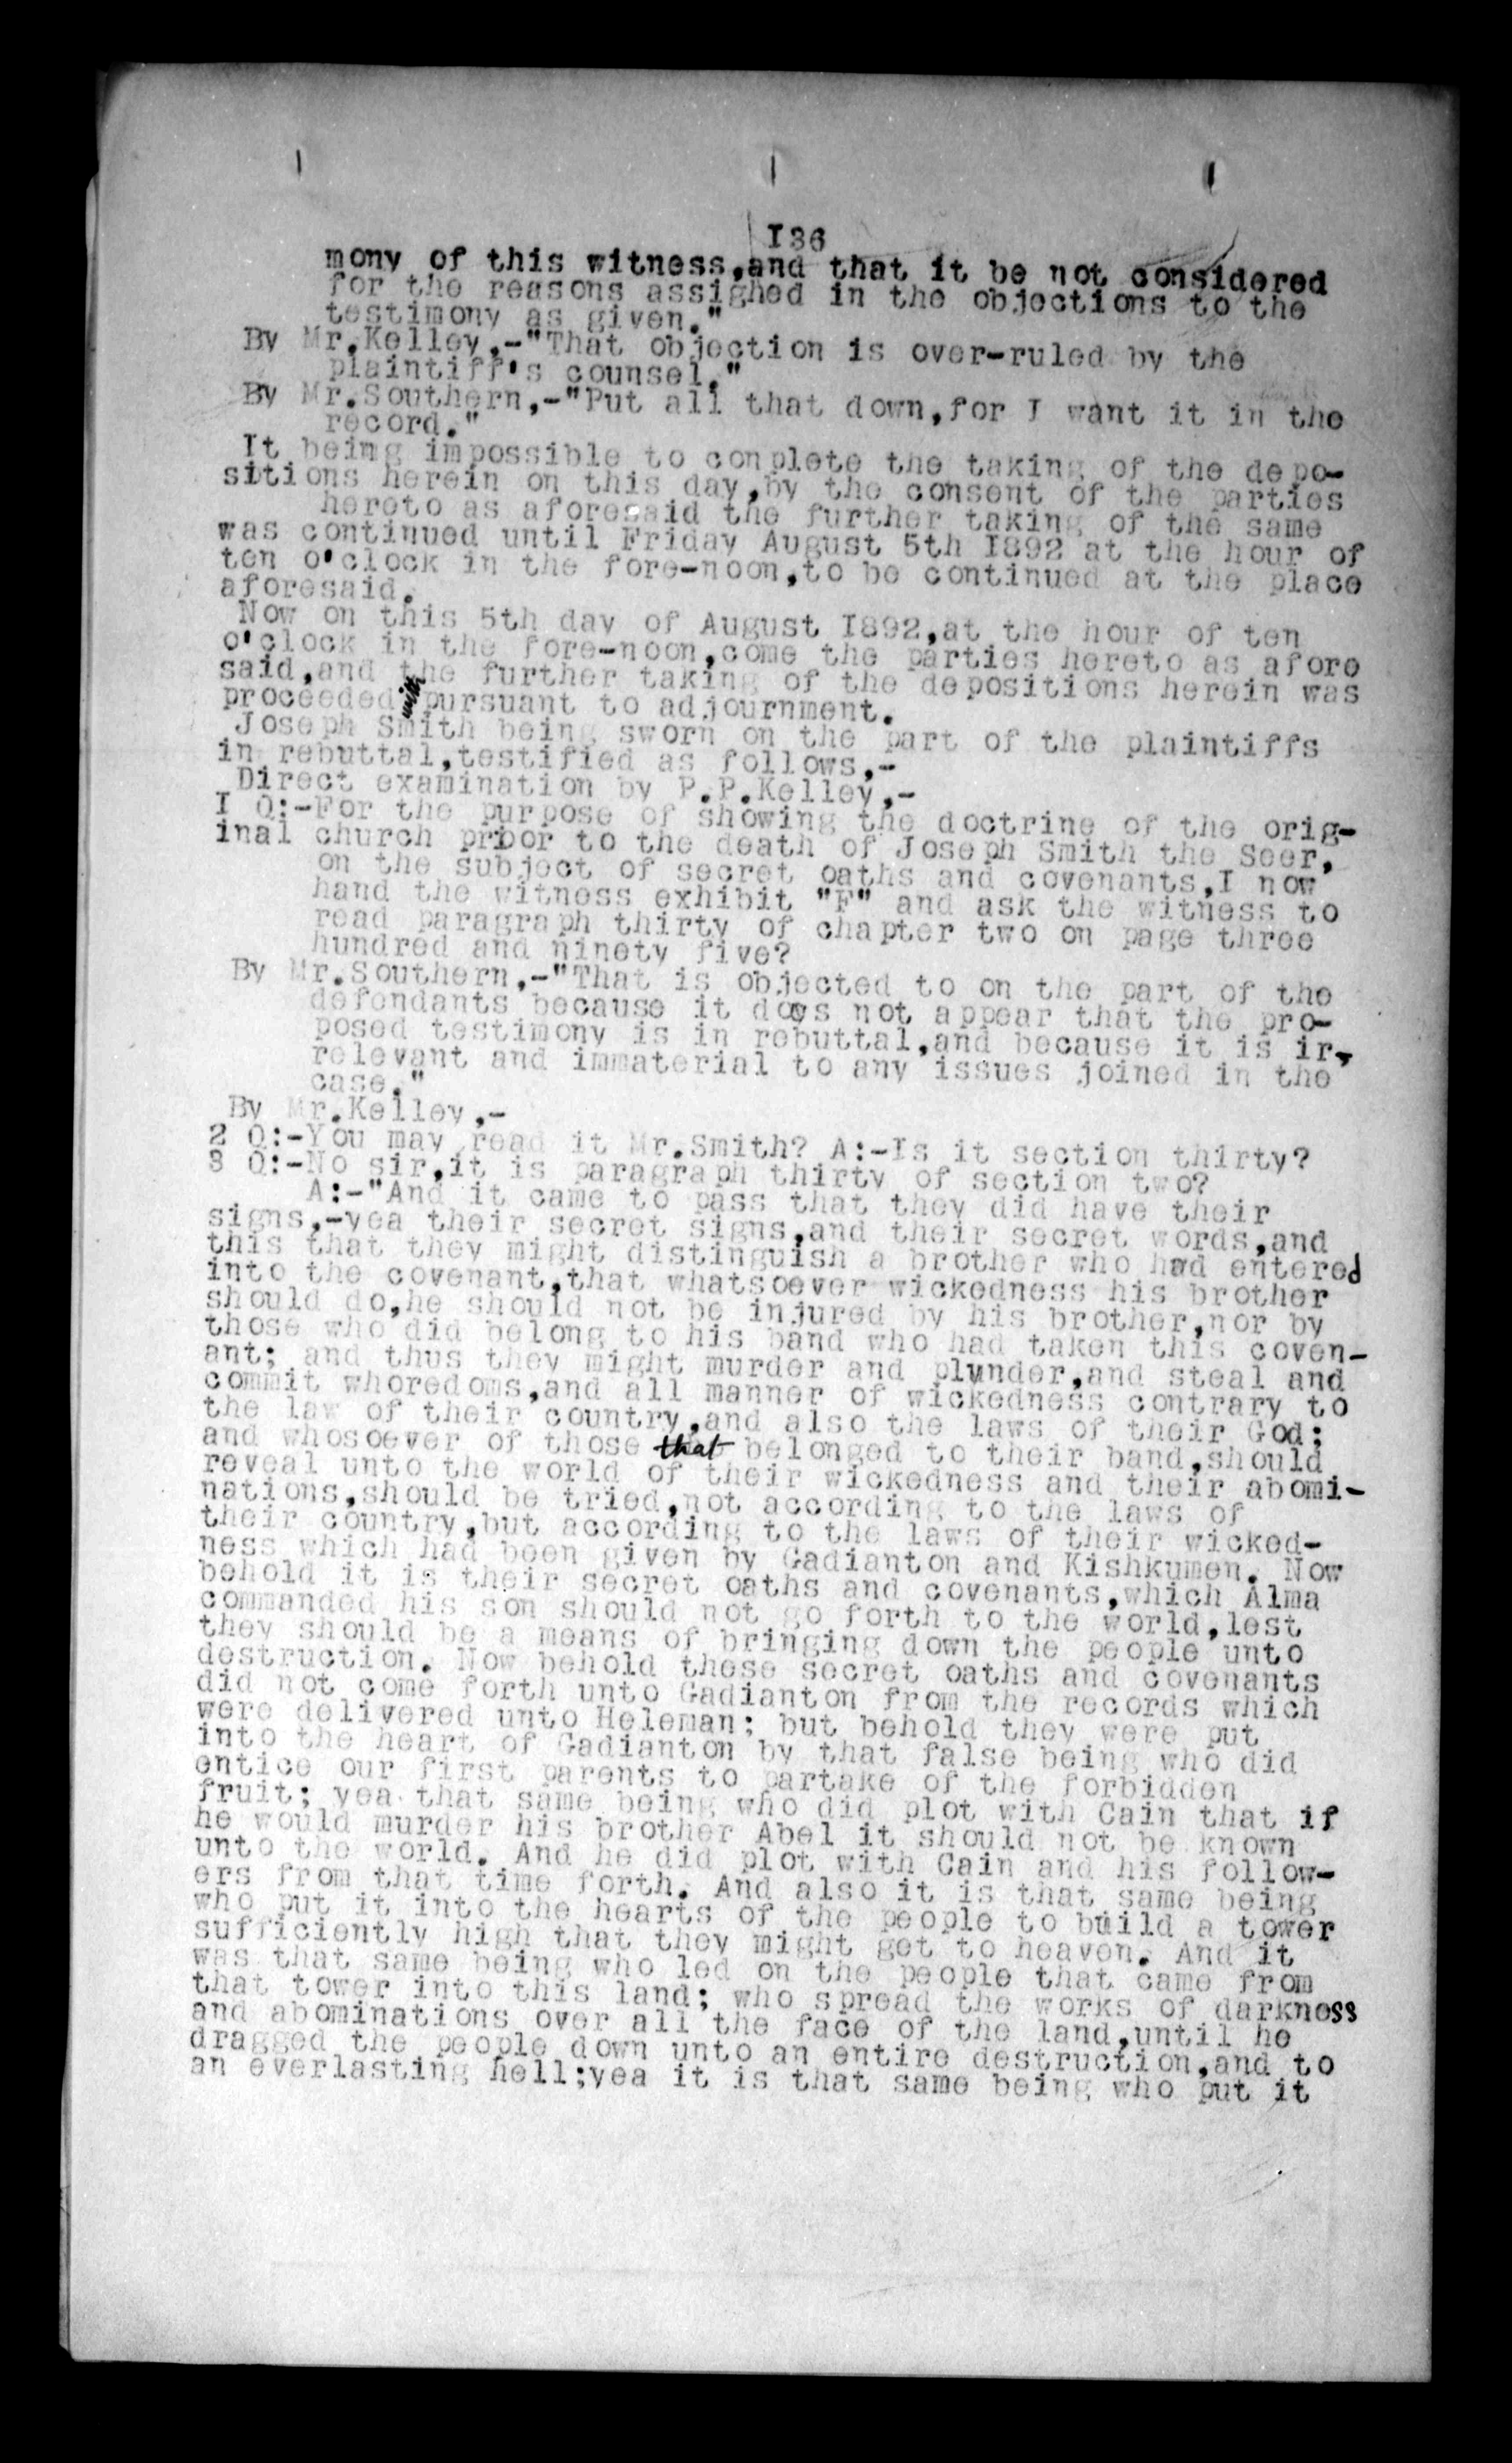 I36
mony of this witness,and that it be not considered
for the reasons assighed in the objections to the
testimony as given."
By Mr.Kelley,-"That objection is over-ruled by the
plaintiff's counsel."
By Mr.Southern,-"Put all that down,for I want it in the
record."
It being impossible to conplete the taking of the depo-
sitions herein on this day,by the consent of the parties
hereto as aforesaid the further taking of the same
was continued until Friday August 5th I892 at the hour of
ten o'clock in the fore-noon,to be continued at the place
aforesaid.
Now on this 5th day of August I892,at the hour of ten
o'clock in the fore-noon,come the parties hereto as afore
said,and the further taking of the depositions herein was
proceeded with pursuant to adjournment.
Joseph Smith being sworn on the part of the plaintiffs
in rebuttal,testified as follows,-
Direct examination by P.P.Kelley,-
I Q:-For the purpose of showing the doctrine of the orig-
inal church prior to the death of Joseph Smith the Seer,
on the subject of secret oaths and covenants,I now
hand the witness exhibit "F" and ask the witness to
read paragraph thirty of chapter two on page three
hundred and ninety five?
By Mr.Southern,-"That is objected to on the part of the
defendants because it does not appear that the pro-
posed testimony is in rebuttal,and because it is ir-
relevant and immaterial to any issues joined in the
case."
By Mr.Kelley,-
2 Q:-You may read it Mr.Smith? A:-Is it section thirty?
3 Q:-No sir,it is paragraph thirty of section two?
A:-"And it came to pass that they did have their
signs,-yea their secret signs,and their secret words,and
this that they might distinguish a brother who had entered
into the covenant,that whatsoever wickedness his brother
should do,he should not be injured by his brother,nor by
those who did belong to his band who had taken this coven-
ant; and thus they might murder and plunder,and steal and
commit whoredoms,and all manner of wickedness contrary to
the law of their country,and also the laws of their God;
and whosoever of those that belonged to their band,should
reveal unto the world of their wickedness and their abomi-
nations,should be tried,not according to the laws of
their country,but according to the laws of their wicked-
ness which had been given by Gadianton and Kishkumen. Now
behold it is their secret oaths and covenants,which Alma
commanded his son should not go forth to the world,lest
they should be a means of bringing down the people unto
destruction. Now behold these secret oaths and covenants
did not come forth unto Gadianton from the records which
were delivered unto Heleman; but behold they were put
into the heart of Gadianton by that false being who did
entice our first parents to partake of the forbidden
fruit; yea that same being who did plot with Cain that if
he would murder his brother Abel it should not be known
unto the world. And he did plot with Cain and his follow-
ers from that time forth. And also it is that same being
who put it into the hearts of the people to build a tower
sufficiently high that they might get to heaven. And it
was that same being who led on the people that came from
that tower into this land; who spread the works of darkness
and abominations over all the face of the land,until he
dragged the people down unto an entire destruction,and to
an everlasting hell;yea it is that same being who put it